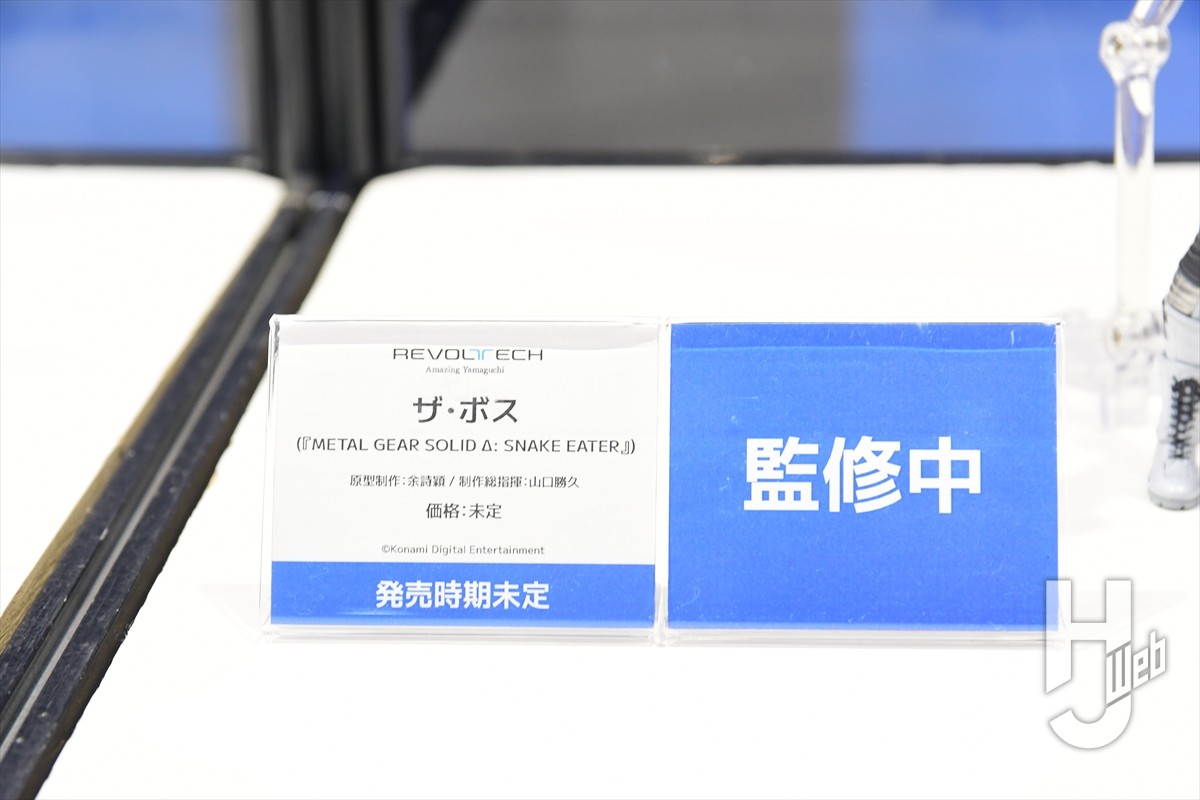 REVOLTECH
Amazing Yamaguchi
ザ・ボス
(『METAL GEAR SOLID Δ: SNAKE EATER』)
原型制作：余詩穎 / 制作総指揮：山口勝久
価格：未定
©Konami Digital Entertainment
発売時期未定
監修中
HJ Web